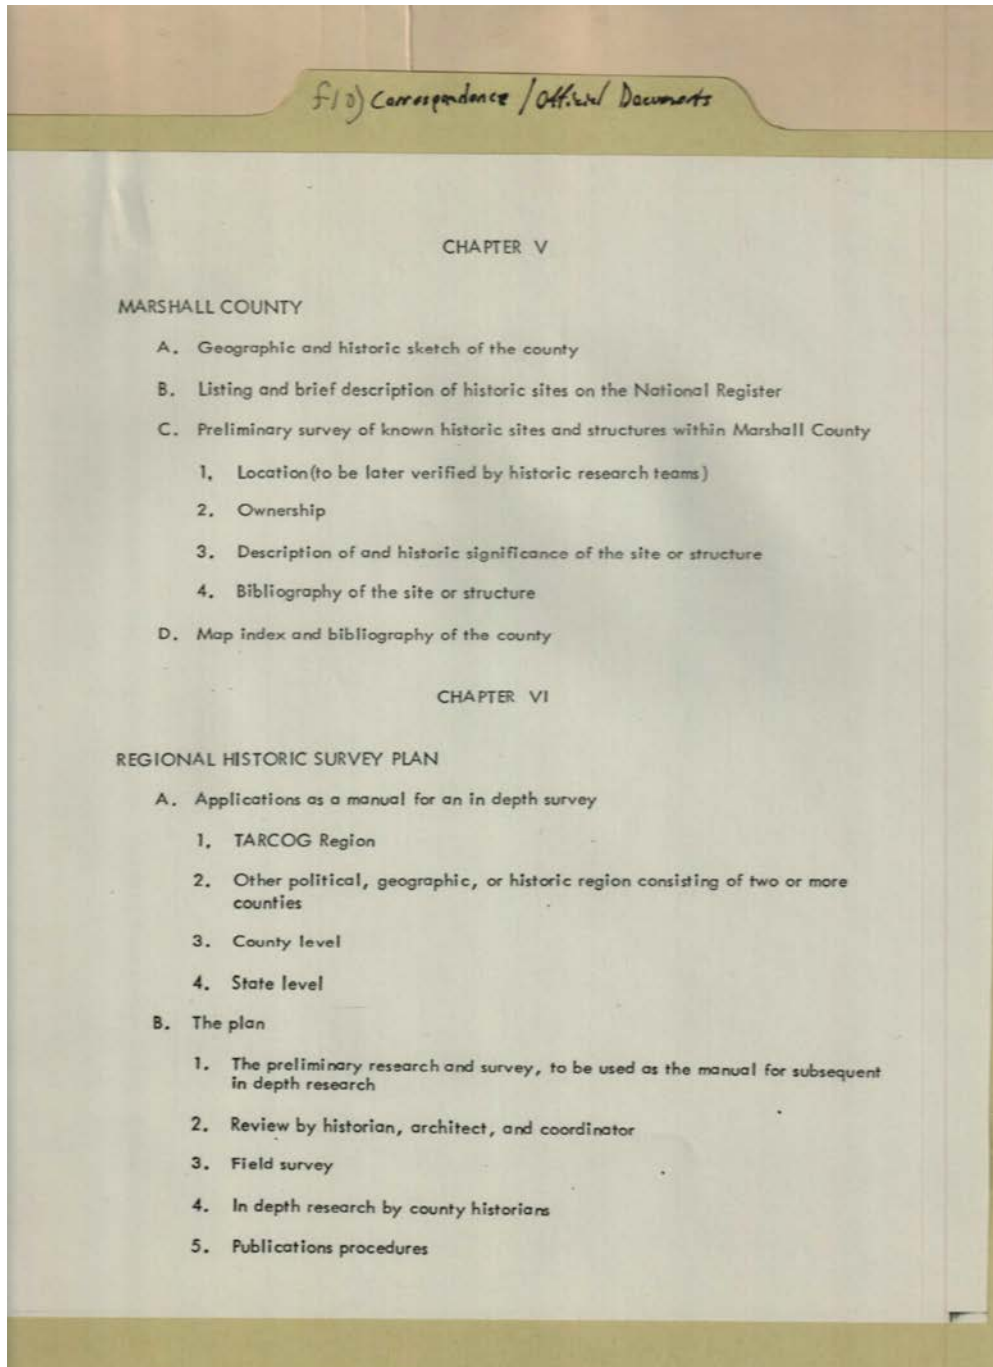 f10) Correspondence / Official Documents
CHAPTER V
MARSHALL COUNTY
A. Geographic and historic sketch of the county
B. Listing and brief description of historic sites on the National Register
C. Preliminary survey of known historic sites and structures within Marshall County
1. Location(to be later verified by historic research teams)
2. Ownership
3. Description of and historic significance of the site or structure
4. Bibliography of the site or structure
D. Map index and bibliography of the county
CHAPTER VI
REGIONAL HISTORIC SURVEY PLAN
A. Applications as a manual for an in depth survey
1. TARCOG Region
2. Other political, geographic, or historic region consisting of two or more
counties
3. County level
4. State level
B. The plan
1. The preliminary research and survey, to be used as the manual for subsequent
in depth research
2. Review by historian, architect, and coordinator
3. Field survey
4. In depth research by county historians
5. Publications procedures